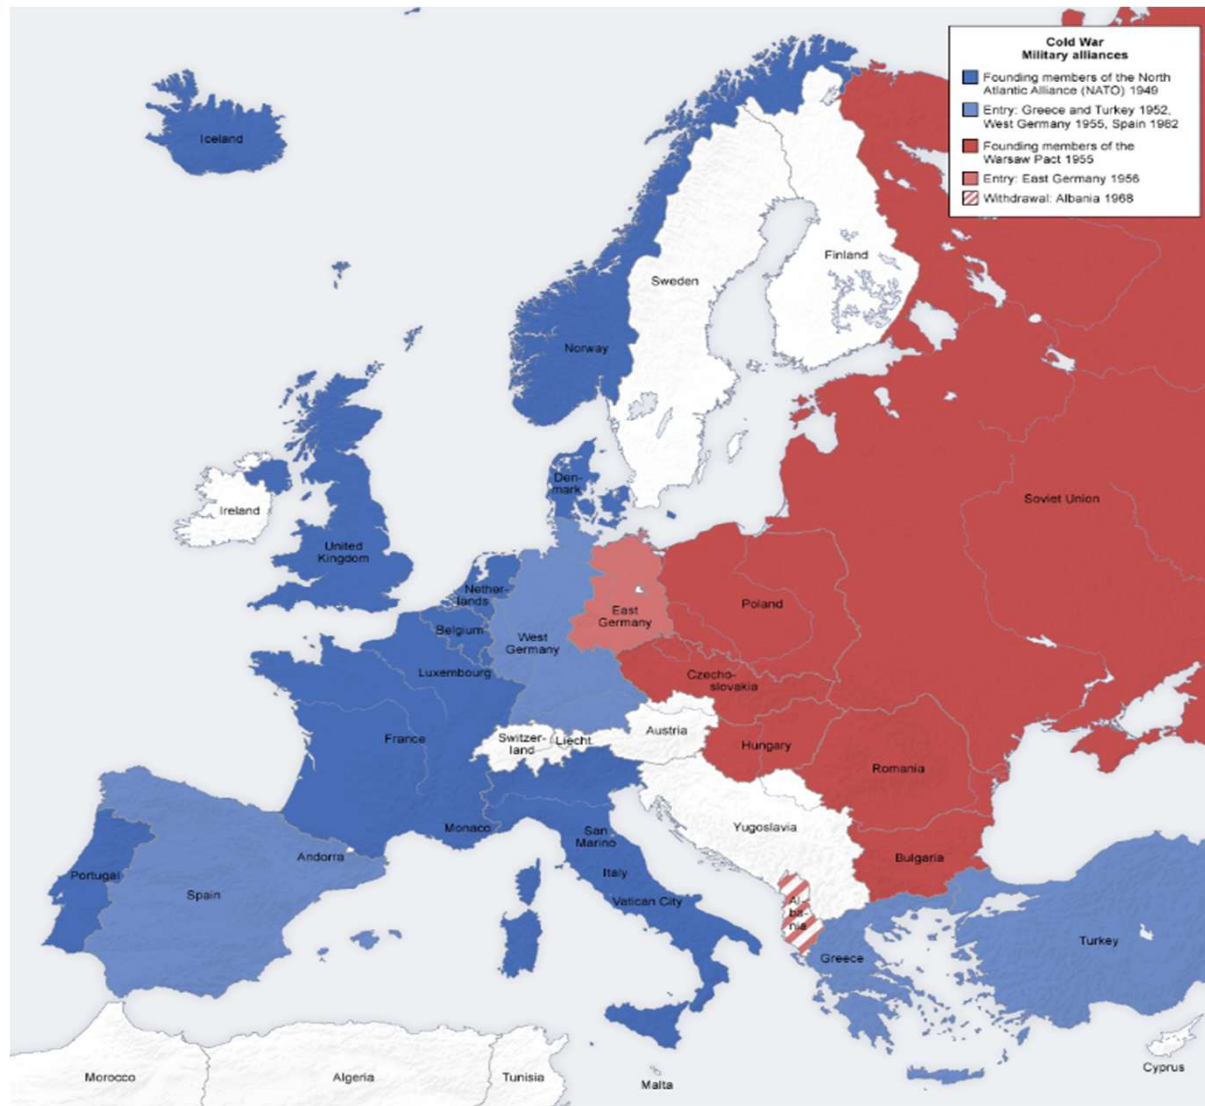 Cold War
Military alliances
Founding members of the North
Atlantic Alliance (NATO) 1949
Entry: Greece and Turkey 1952,
West Germany 1955, Spain 1982
Founding members of the
Warsaw Pact 1955
Entry: East Germany 1956
Withdrawal: Albania 1968
Iceland
Finland
Sweden
Norway
Den-
mark
Soviet Union
Ireland
United
Kingdom
Nether-
lands
Belgium
Luxembourg
West
Germany
East
Germany
Poland
Czecho-
slovakia
France
Switzer-
land
Liecht.
Austria
Hungary
Romania
Yugoslavia
Bulgaria
Monaco
San
Marino
Andorra
Portugal
Spain
Italy
Vatican City
Al-
ba-
nia
Greece
Turkey
Morocco
Algeria
Tunisia
Malta
Cyprus